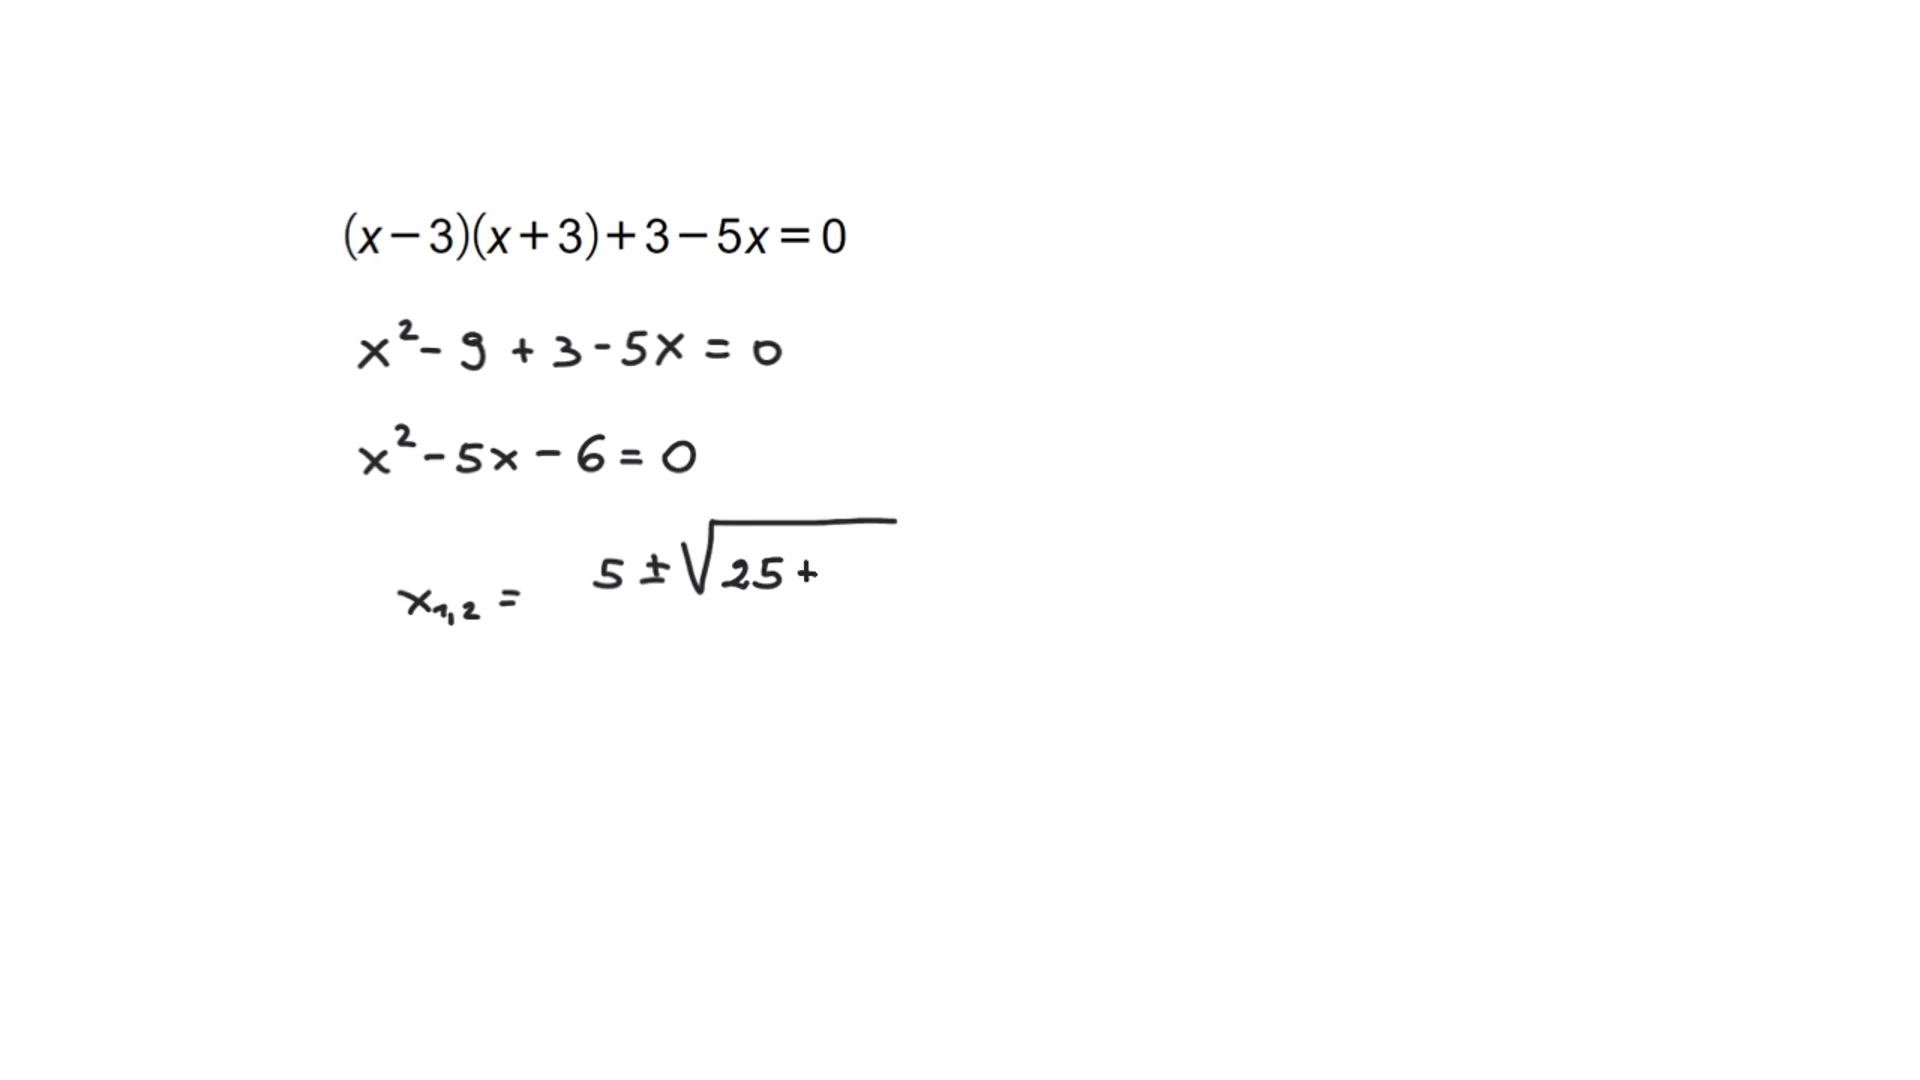 (x−3)(x+3)+3−5x=0
x² - 9 + 3 - 5x = 0
x² - 5x - 6 = 0
x₁,₂ = 5 ± √25 +